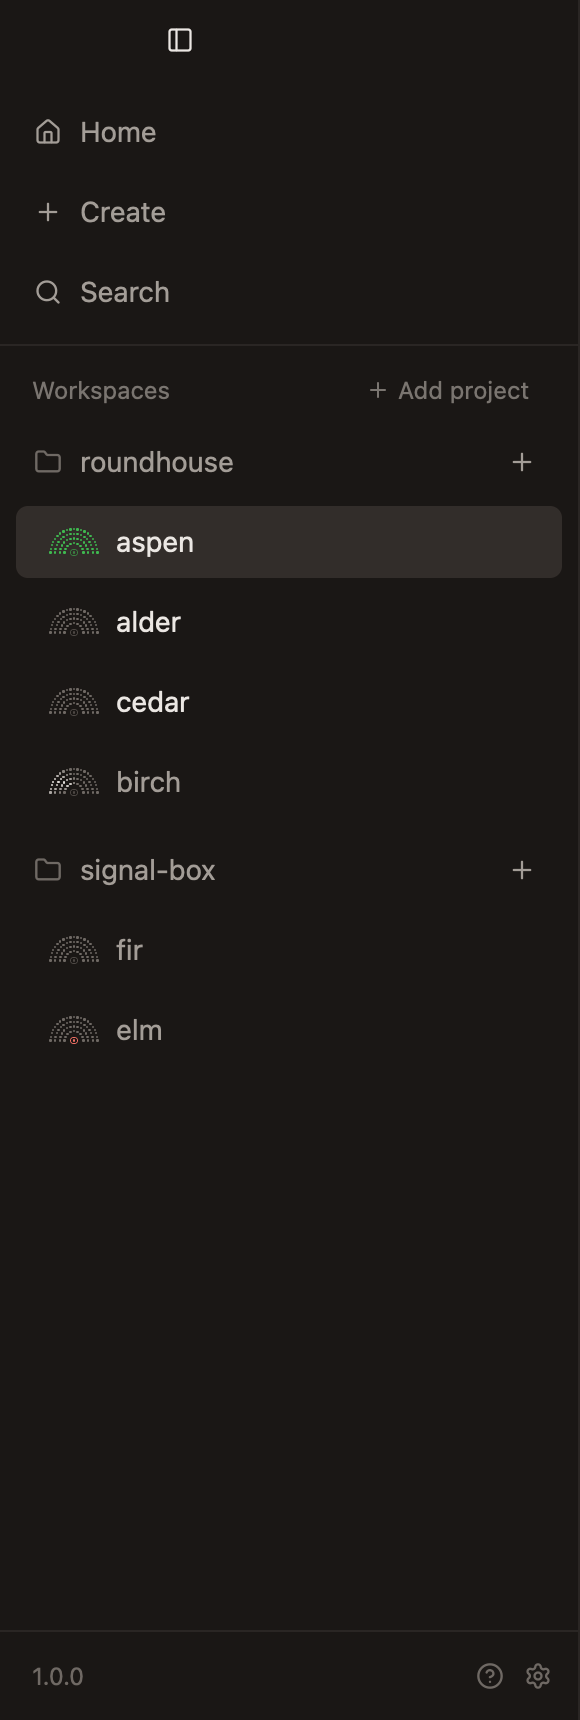 Home
Create
Search
Workspaces
Add project
roundhouse
aspen
alder
cedar
birch
signal-box
fir
elm
1.0.0